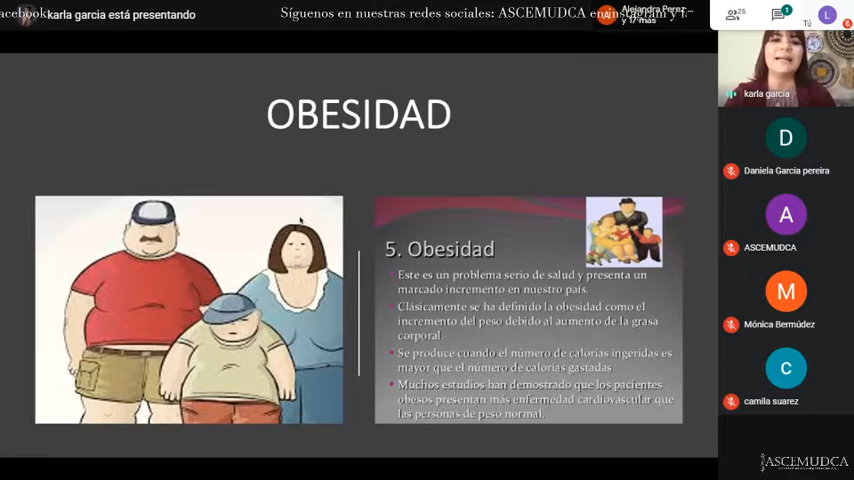 acebook
karla garcia está presentando
Síguenos en nuestras redes sociales: ASCEMUDCA en instagram y f
Alejandra Perez ...
y 17 más
25
1
Tú
L
OBESIDAD
karla garcía
D
Daniela Garcia pereira
A
ASCEMUDCA
M
Mónica Bermúdez
c
camila suarez
5. Obesidad
Este es un problema serio de salud y presenta un
marcado incremento en nuestro país.
Clásicamente se ha definido la obesidad como el
incremento del peso debido al aumento de la grasa
corporal.
Se produce cuando el número de calorías ingeridas es
mayor que el número de calorías gastadas.
Muchos estudios han demostrado que los pacientes
obesos presentan más enfermedad cardiovascular que
las personas de peso normal.
ASCEMUDCA